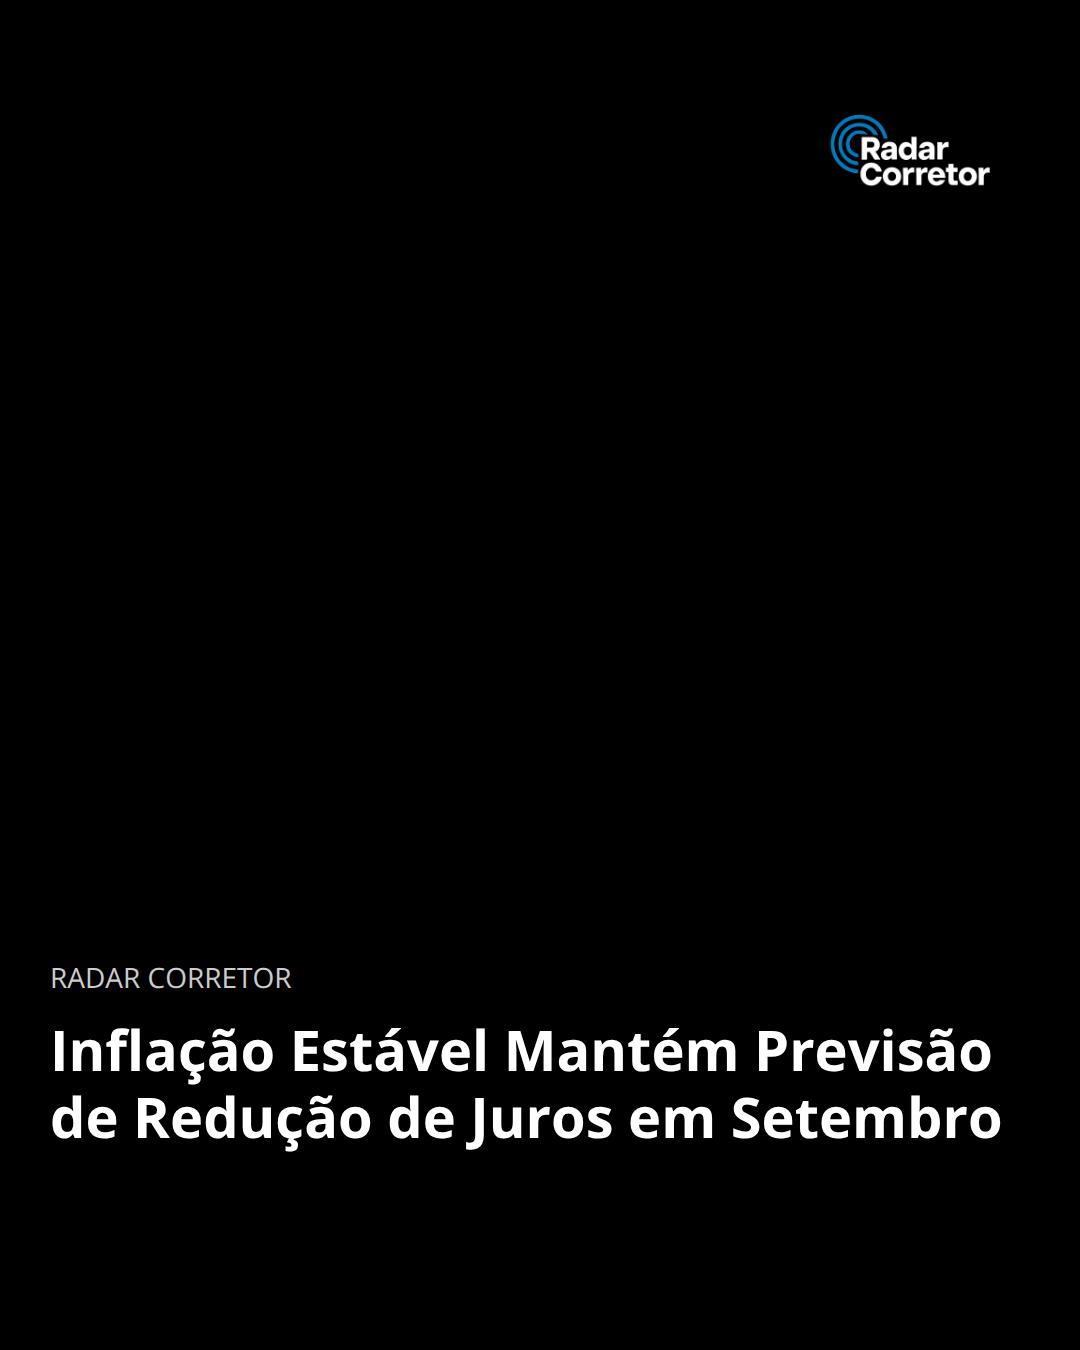 Radar
Corretor
RADAR CORRETOR
Inflação Estável Mantém Previsão
de Redução de Juros em Setembro